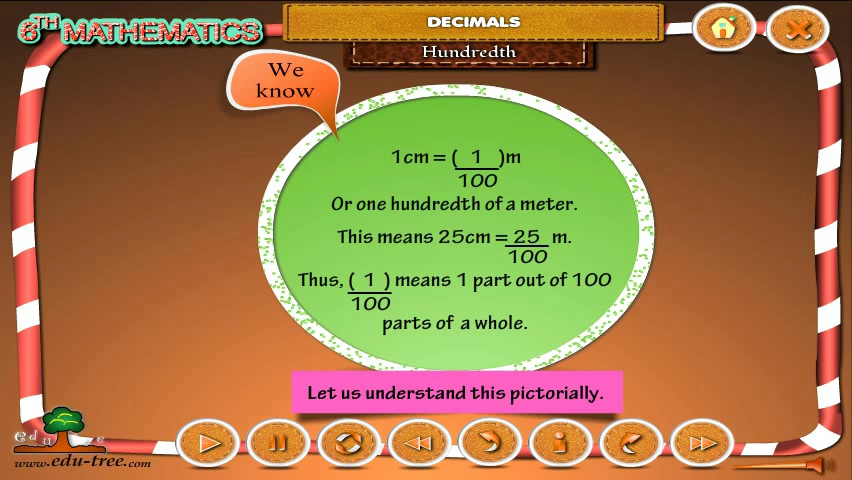 6TH MATHEMATICS
DECIMALS
Hundredth
We
know
1cm = ( 1 )m
100
Or one hundredth of a meter.
This means 25cm = 25 m.
100
Thus, ( 1 ) means 1 part out of 100
100
parts of a whole.
Let us understand this pictorially.
edu tree
www.edu-tree.com